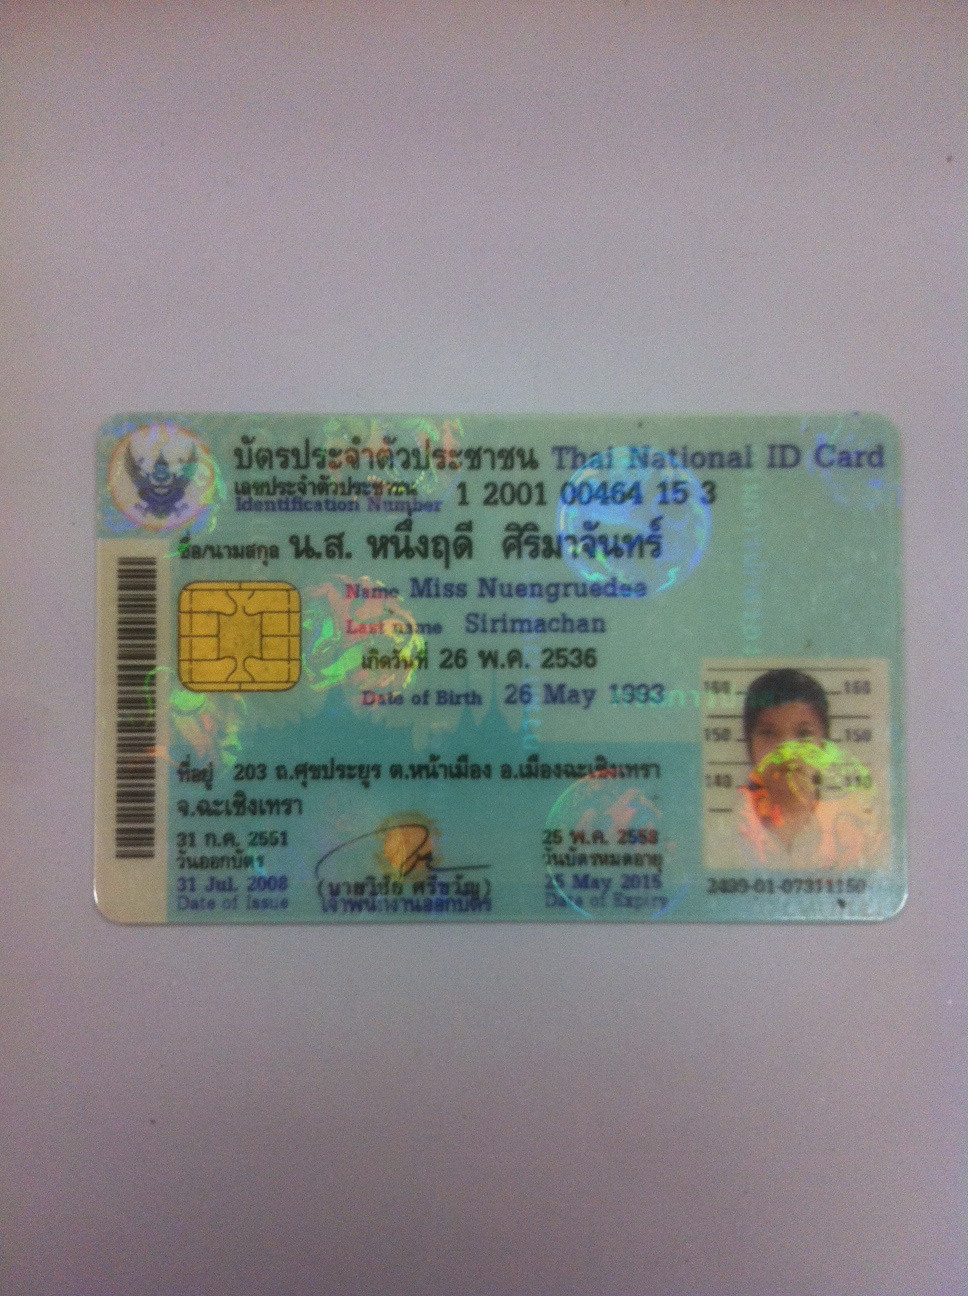 บัตรประจำตัวประชาชน Thai National ID Card
เลขประจำตัวประชาชน
Identification Number 1 2001 00464 15 3
ชื่อ/นามสกุล น.ส. หนึ่งฤดี ศิริมาจันทร์
Name Miss Nuengruedee
Last name Sirimachan
เกิดวันที่ 26 พ.ค. 2536
Date of Birth 26 May 1993
ที่อยู่ 203 ถ.ศุขประยูร ต.หน้าเมือง อ.เมืองฉะเชิงเทรา
จ.ฉะเชิงเทรา
31 ก.ค. 2551
วันออกบัตร
31 Jul. 2008
Date of Issue
(นายวิชัย ศรีขวัญ)
เจ้าพนักงานออกบัตร
25 พ.ค. 2558
วันบัตรหมดอายุ
25 May 2015
Date of Expiry
160 160
150 150
140 140
2499-01-07311150